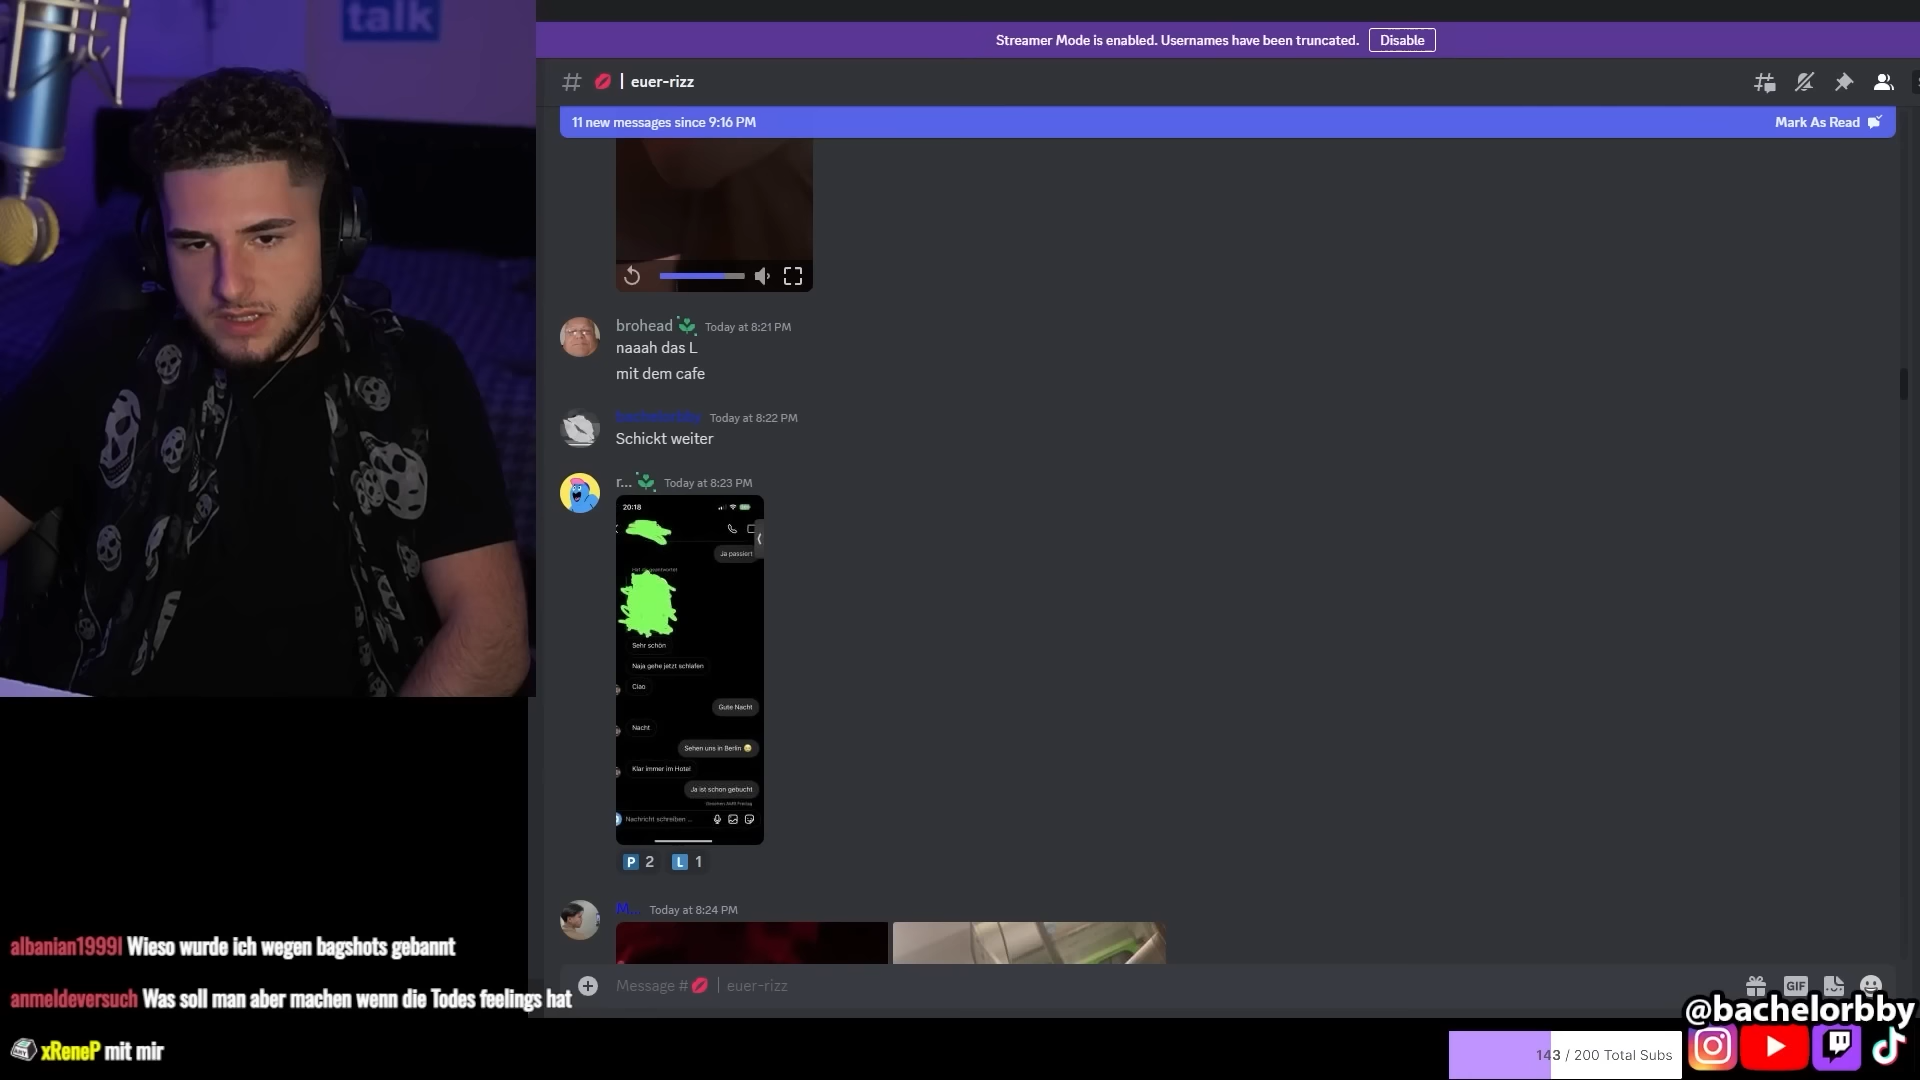 talk
Streamer Mode is enabled. Usernames have been truncated. Disable
# | euer-rizz
11 new messages since 9:16 PM Mark As Read
brohead Today at 8:21 PM
naaah das L
mit dem cafe
bachelorbby Today at 8:22 PM
Schickt weiter
r... Today at 8:23 PM
20:18
Ja passiert
Sehr schön
Naja gehe jetzt schlafen
Ciao
Gute Nacht
Nacht
Sehen uns in Berlin
Klar immer im Hotel
Ja ist schon gebucht
Nachricht schreiben ...
P 2 L 1
M... Today at 8:24 PM
Message # | euer-rizz
GIF
albanian1999l Wieso wurde ich wegen bagshots gebannt
anmeldeversuch Was soll man aber machen wenn die Todes feelings hat
xReneP mit mir
@bachelorbby
143 / 200 Total Subs